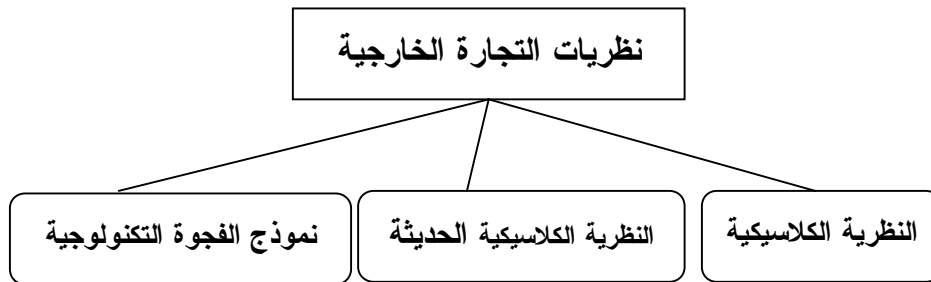 نظريات التجارة الخارجية
النظرية الكلاسيكية
النظرية الكلاسيكية الحديثة
نموذج الفجوة التكنولوجية